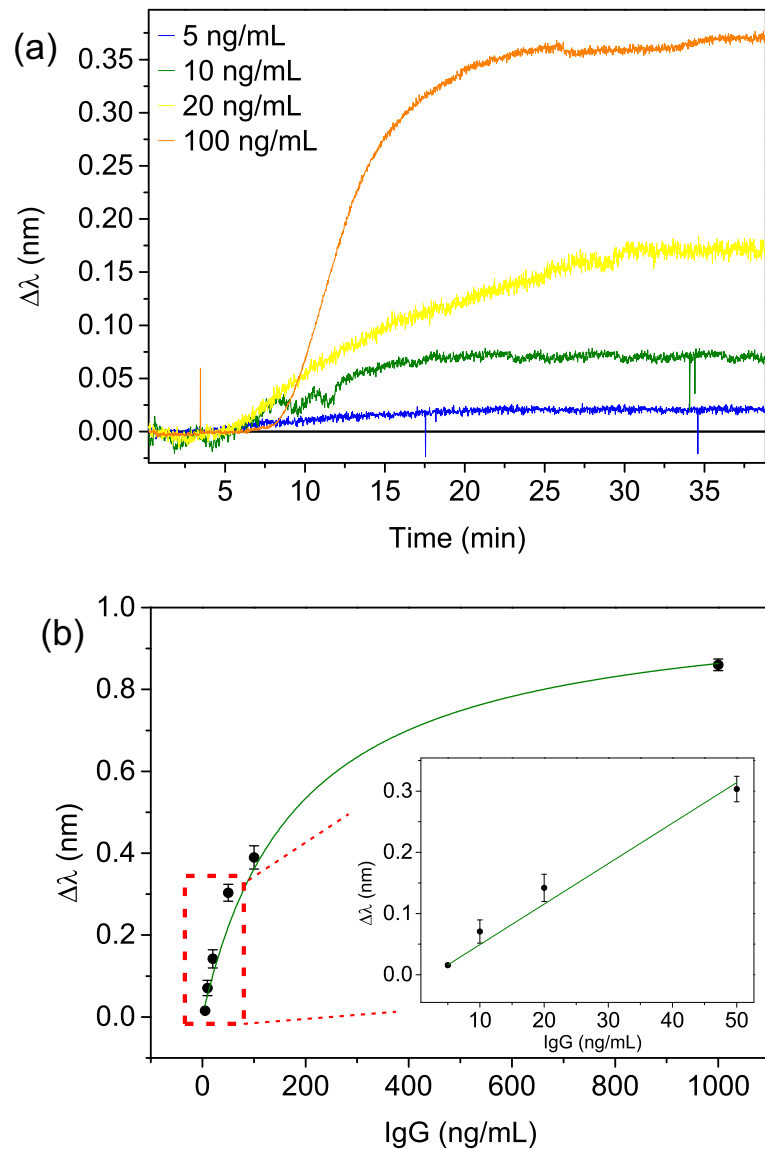 (a)
5 ng/mL
10 ng/mL
20 ng/mL
100 ng/mL
0.35
0.30
0.25
0.20
0.15
0.10
0.05
0.00
Δλ (nm)
5 10 15 20 25 30 35
Time (min)
(b)
1.0
0.8
0.6
0.4
0.2
0.0
Δλ (nm)
0.3
0.2
0.1
0.0
Δλ (nm)
10 20 30 40 50
IgG (ng/mL)
0 200 400 600 800 1000
IgG (ng/mL)